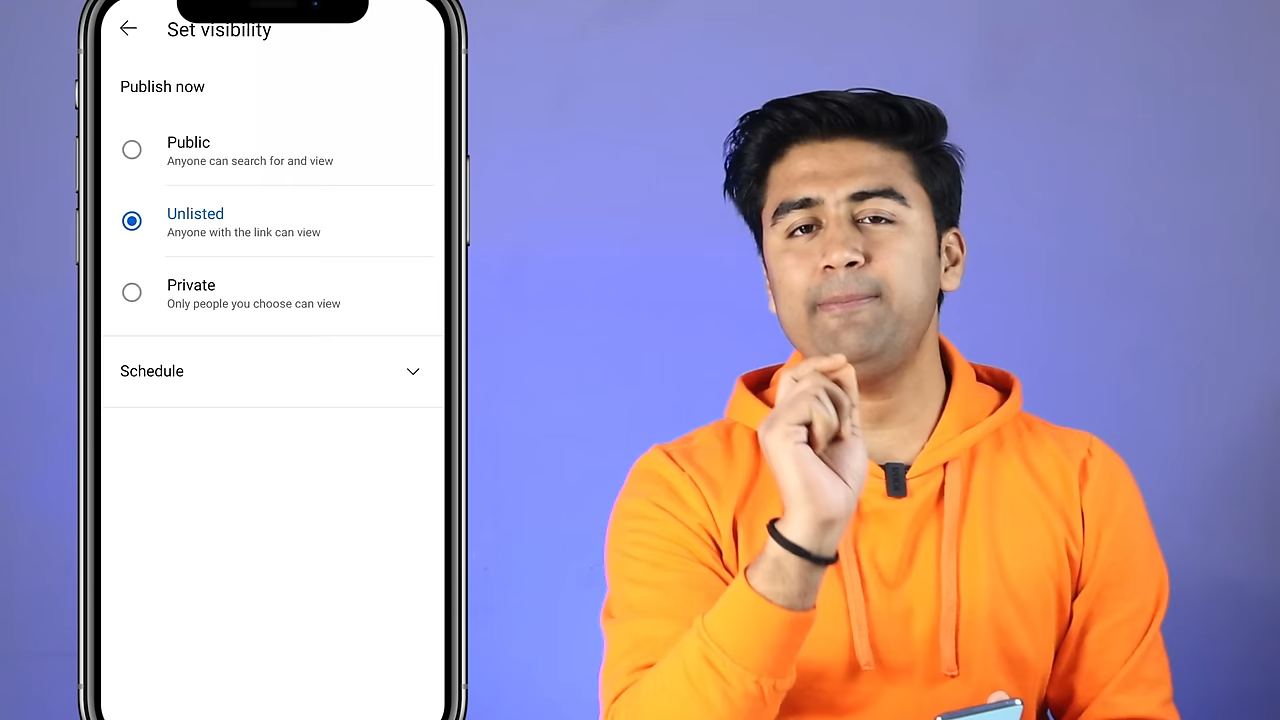 Set visibility
Publish now
Public
Anyone can search for and view
Unlisted
Anyone with the link can view
Private
Only people you choose can view
Schedule